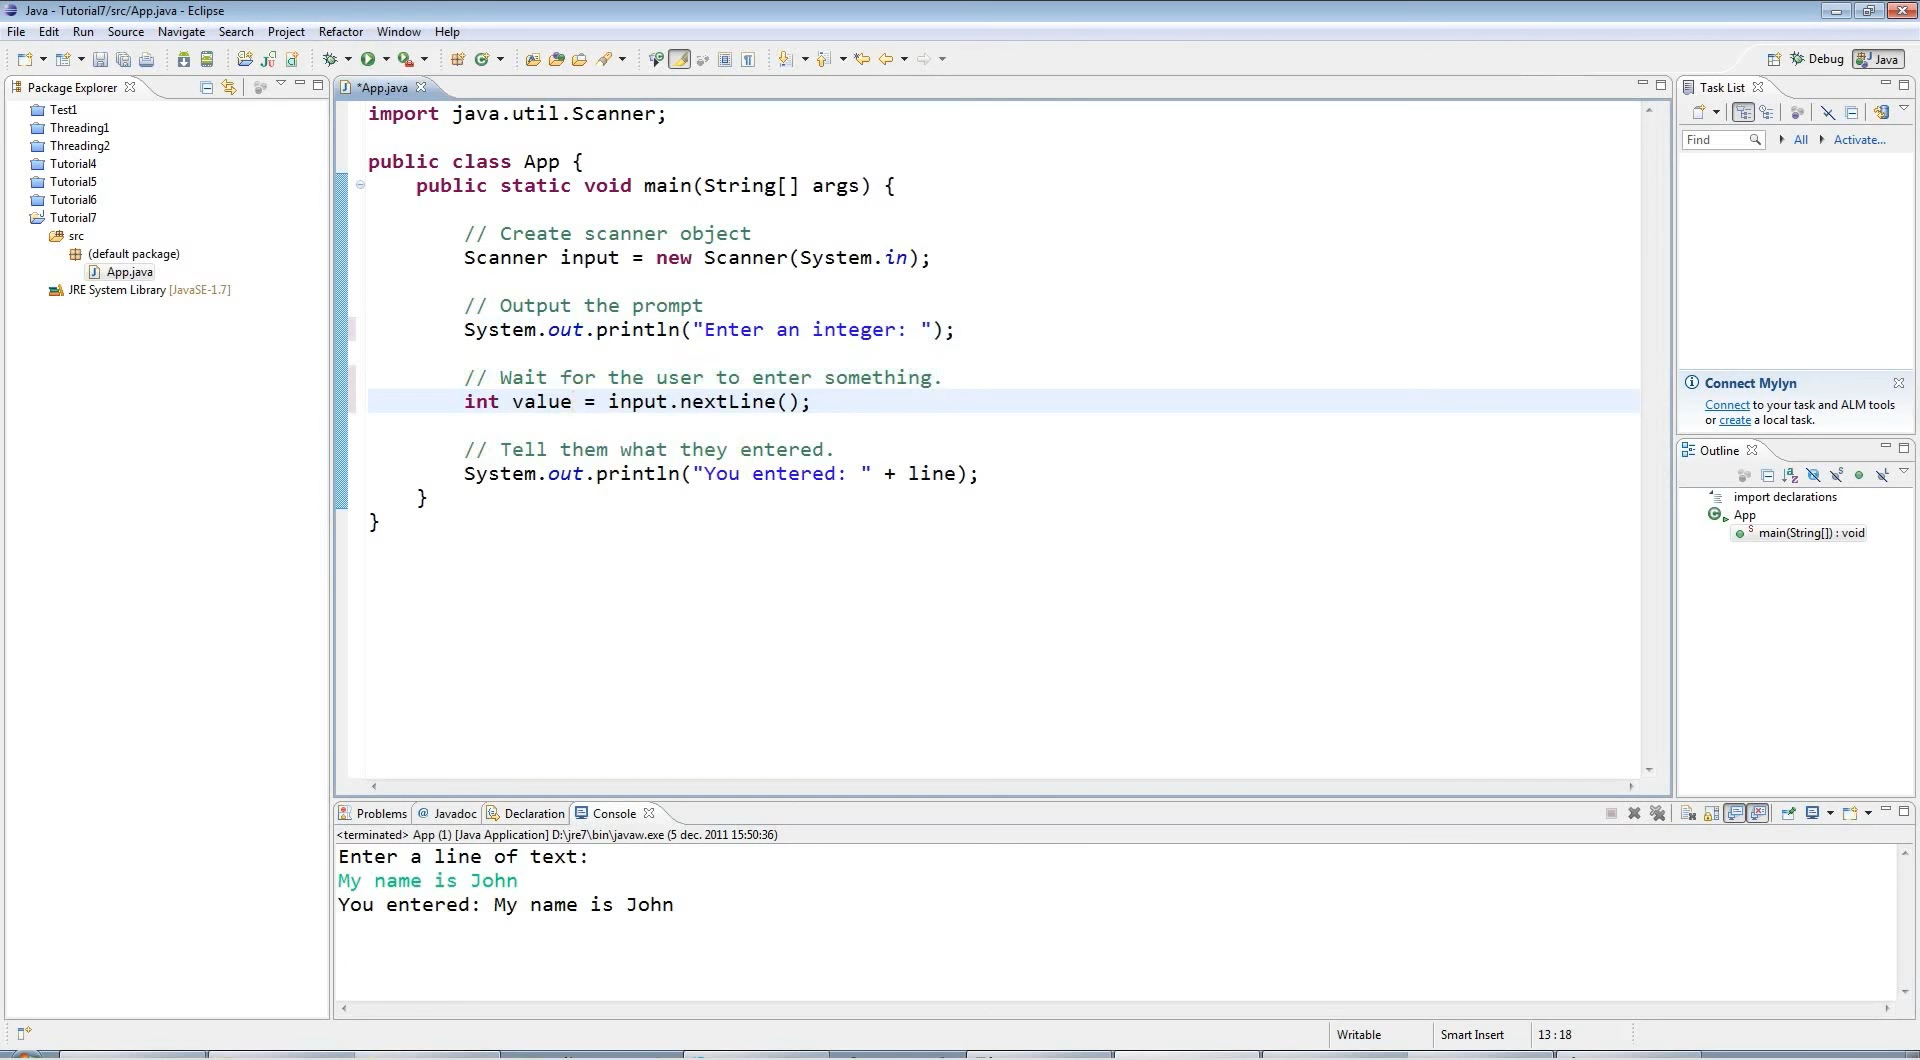 Java - Tutorial7/src/App.java - Eclipse
File Edit Run Source Navigate Search Project Refactor Window Help
Debug Java
Package Explorer
Test1
Threading1
Threading2
Tutorial4
Tutorial5
Tutorial6
Tutorial7
src
(default package)
App.java
JRE System Library [JavaSE-1.7]
*App.java
import java.util.Scanner;
public class App {
public static void main(String[] args) {
// Create scanner object
Scanner input = new Scanner(System.in);
// Output the prompt
System.out.println("Enter an integer: ");
// Wait for the user to enter something.
int value = input.nextLine();
// Tell them what they entered.
System.out.println("You entered: " + line);
}
}
Task List
Find All Activate...
Connect Mylyn
Connect to your task and ALM tools
or create a local task.
Outline
import declarations
App
main(String[]) : void
Problems @ Javadoc Declaration Console
<terminated> App (1) [Java Application] D:\jre7\bin\javaw.exe (5 dec. 2011 15:50:36)
Enter a line of text:
My name is John
You entered: My name is John
Writable Smart Insert 13 : 18